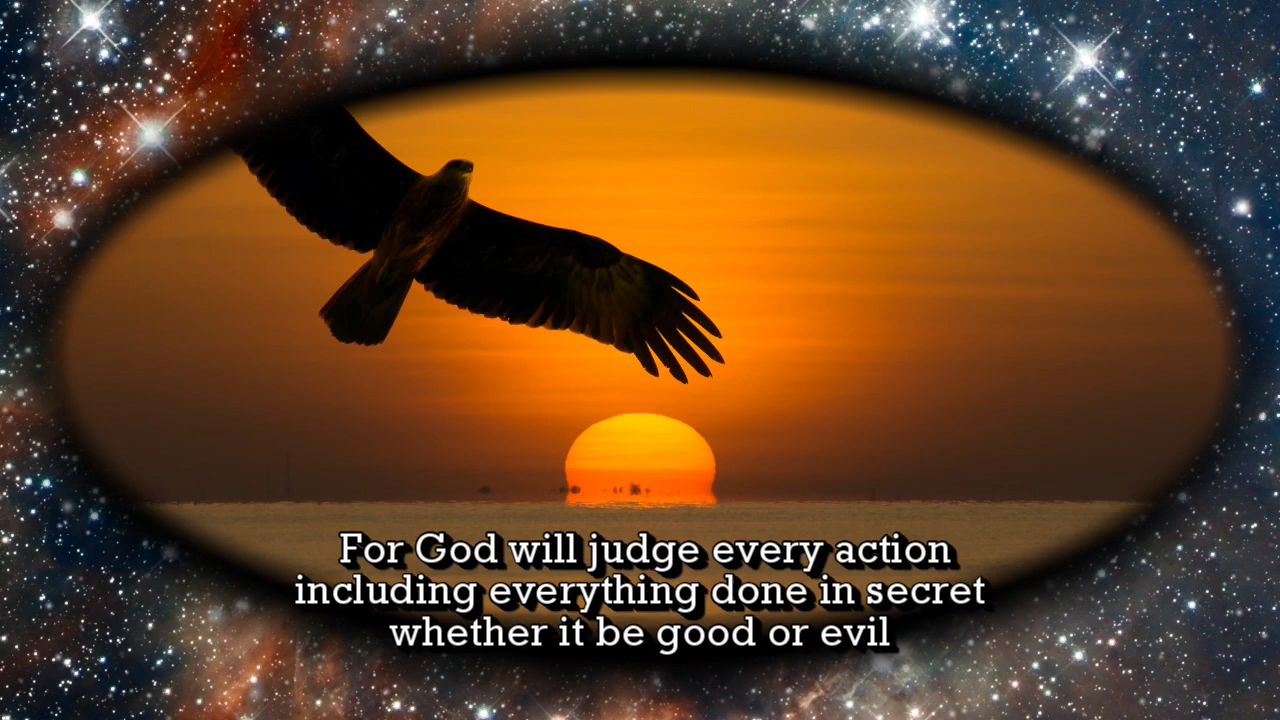 For God will judge every action
including everything done in secret
whether it be good or evil